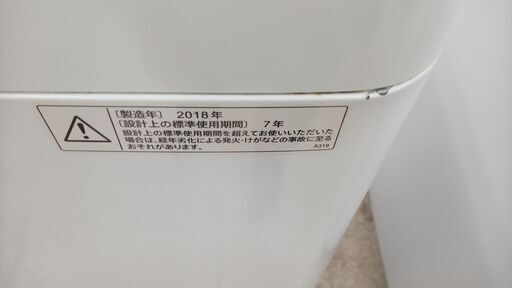 〔製造年〕 2018年
〔設計上の標準使用期間〕 7年
設計上の標準使用期間を超えてお使いいただいた
場合は、経年劣化による発火・けがなどの事故に至る
おそれがあります。
A318